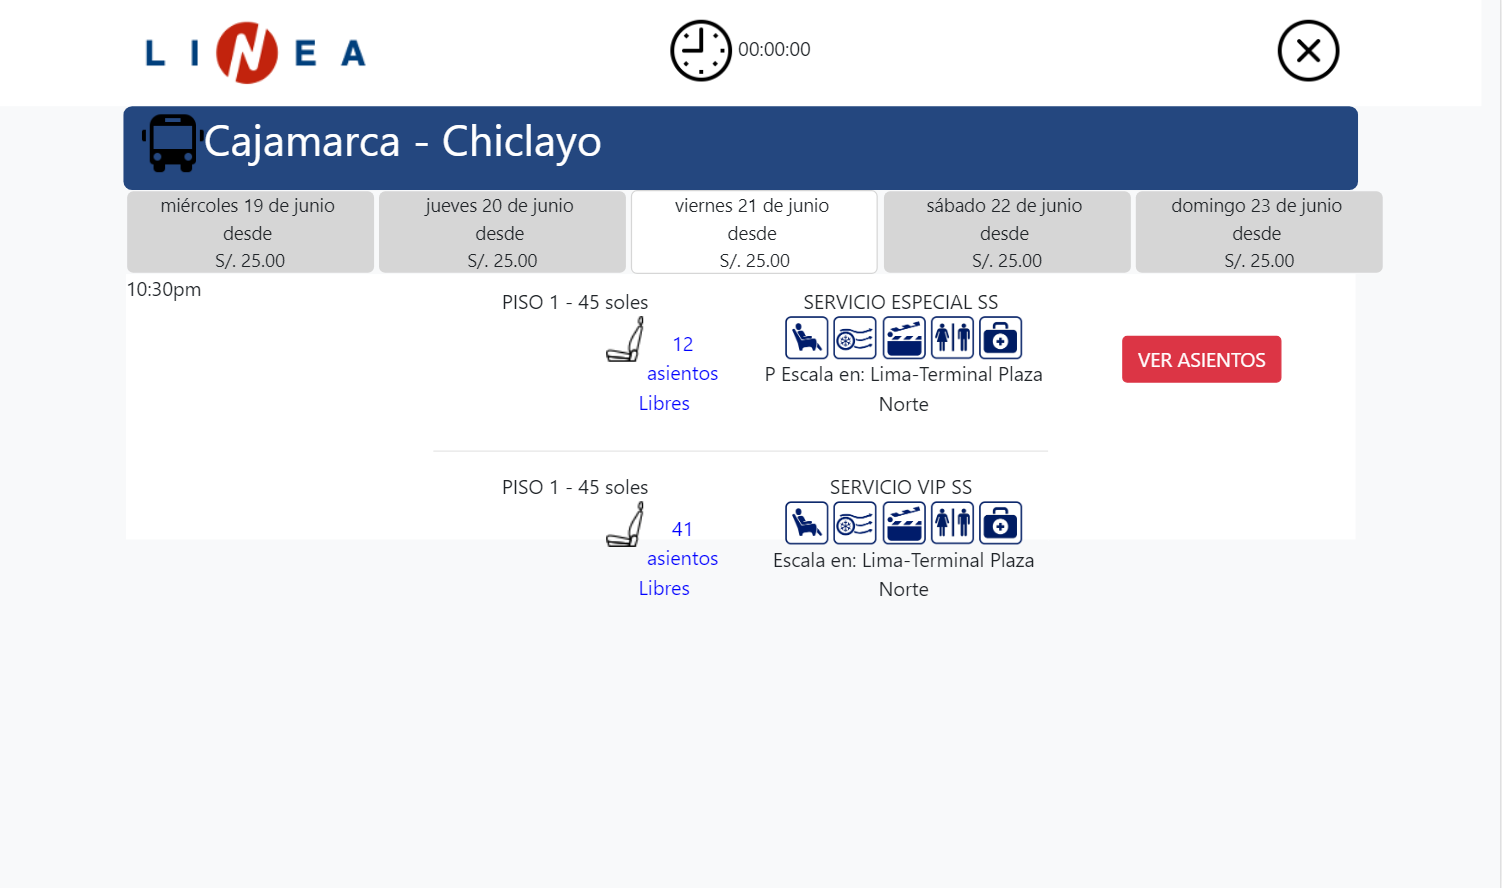 LINEA
00:00:00
Cajamarca - Chiclayo
miércoles 19 de junio
desde
S/. 25.00
jueves 20 de junio
desde
S/. 25.00
viernes 21 de junio
desde
S/. 25.00
sábado 22 de junio
desde
S/. 25.00
domingo 23 de junio
desde
S/. 25.00
10:30pm
PISO 1 - 45 soles
12
asientos
Libres
SERVICIO ESPECIAL SS
P Escala en: Lima-Terminal Plaza
Norte
VER ASIENTOS
PISO 1 - 45 soles
41
asientos
Libres
SERVICIO VIP SS
Escala en: Lima-Terminal Plaza
Norte